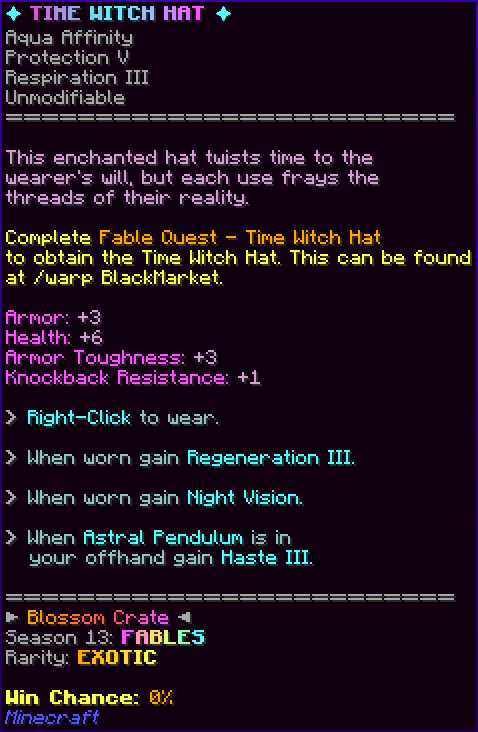 ✦ TIME WITCH HAT ✦
Aqua Affinity
Protection V
Respiration III
Unmodifiable
============================
This enchanted hat twists time to the
wearer's will, but each use frays the
threads of their reality.
Complete Fable Quest - Time Witch Hat
to obtain the Time Witch Hat. This can be found
at /warp BlackMarket.
Armor: +3
Health: +6
Armor Toughness: +3
Knockback Resistance: +1
> Right-Click to wear.
> When worn gain Regeneration III.
> When worn gain Night Vision.
> When Astral Pendulum is in
your offhand gain Haste III.
============================
► Blossom Crate ◄
Season 13: FABLES
Rarity: EXOTIC
Win Chance: 0%
Minecraft